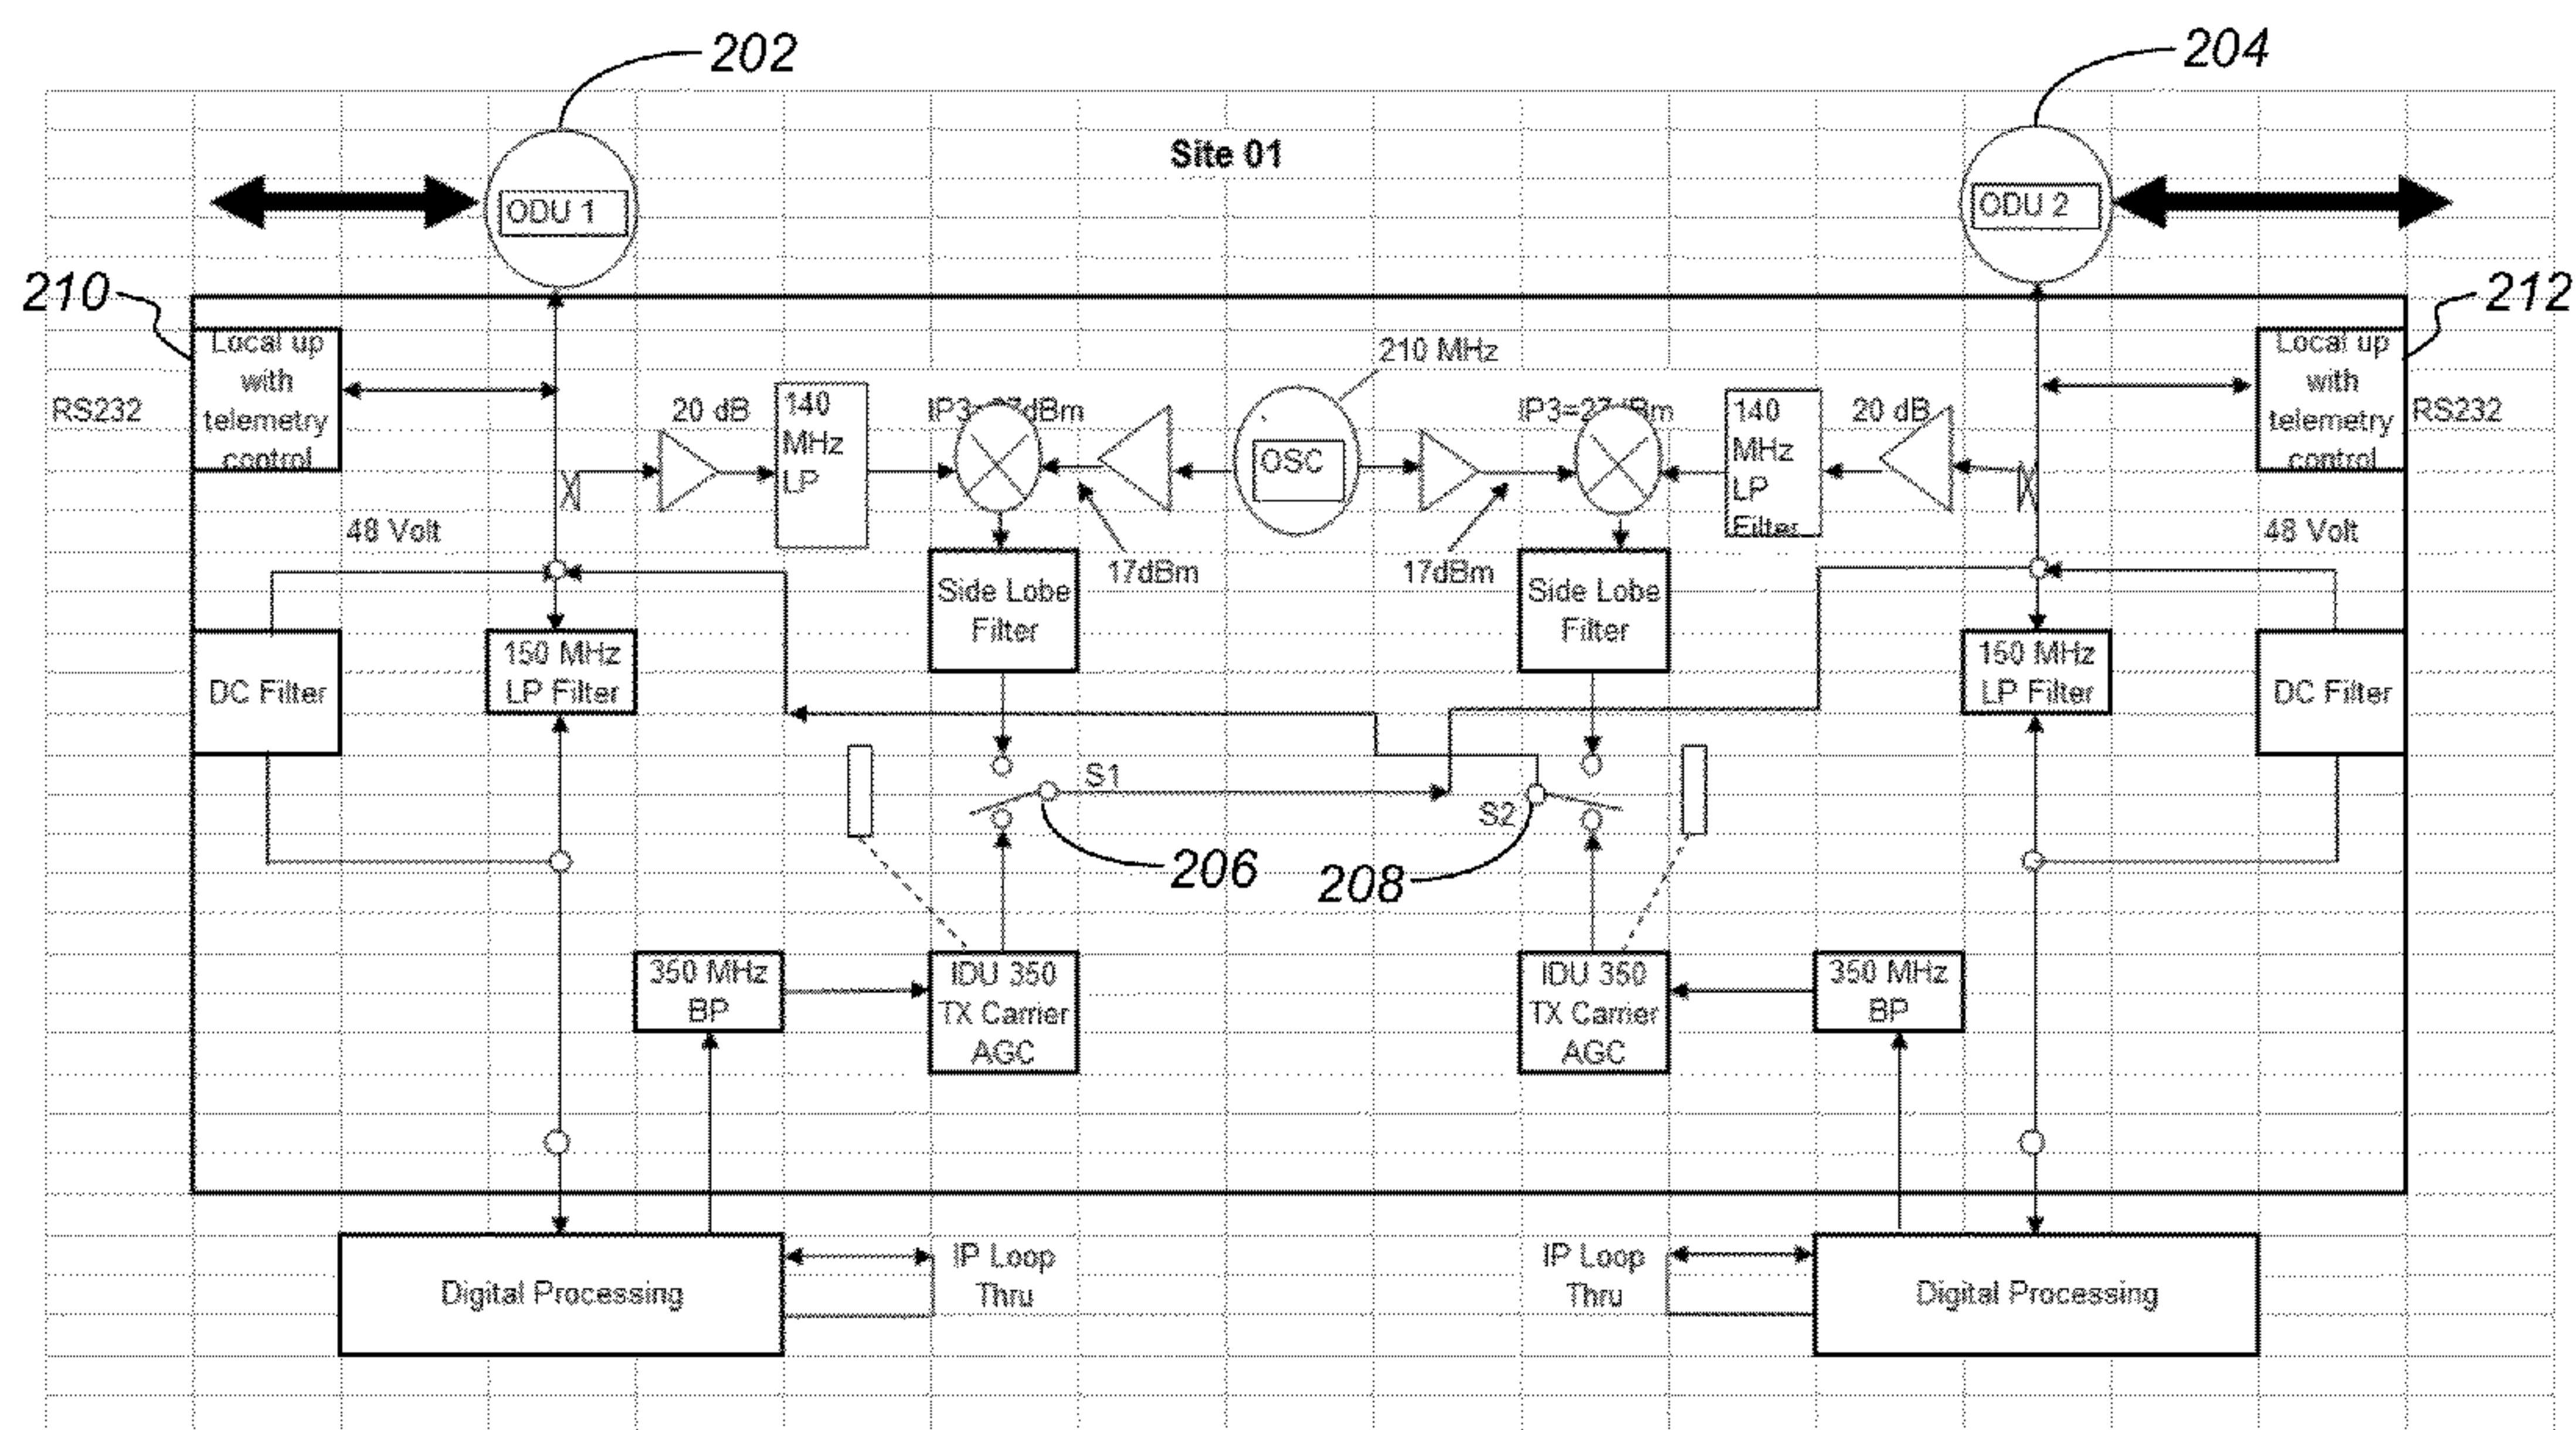 202
204
Site 01
ODU 1
ODU 2
210
212
Local up
with
telemetry
control
RS232
Local up
with
telemetry
control
RS232
210 MHz
20 dB
140
MHz
LP
OSC
IP3=27dBm
140
MHz
LP
Filter
20 dB
48 Volt
17dBm
17dBm
48 Volt
Side Lobe
Filter
Side Lobe
Filter
DC Filter
150 MHz
LP Filter
150 MHz
LP Filter
DC Filter
S1
S2
206
208
350 MHz
BP
IDU 350
TX Carrier
AGC
IDU 350
TX Carrier
AGC
350 MHz
BP
Digital Processing
IP Loop
Thru
IP Loop
Thru
Digital Processing